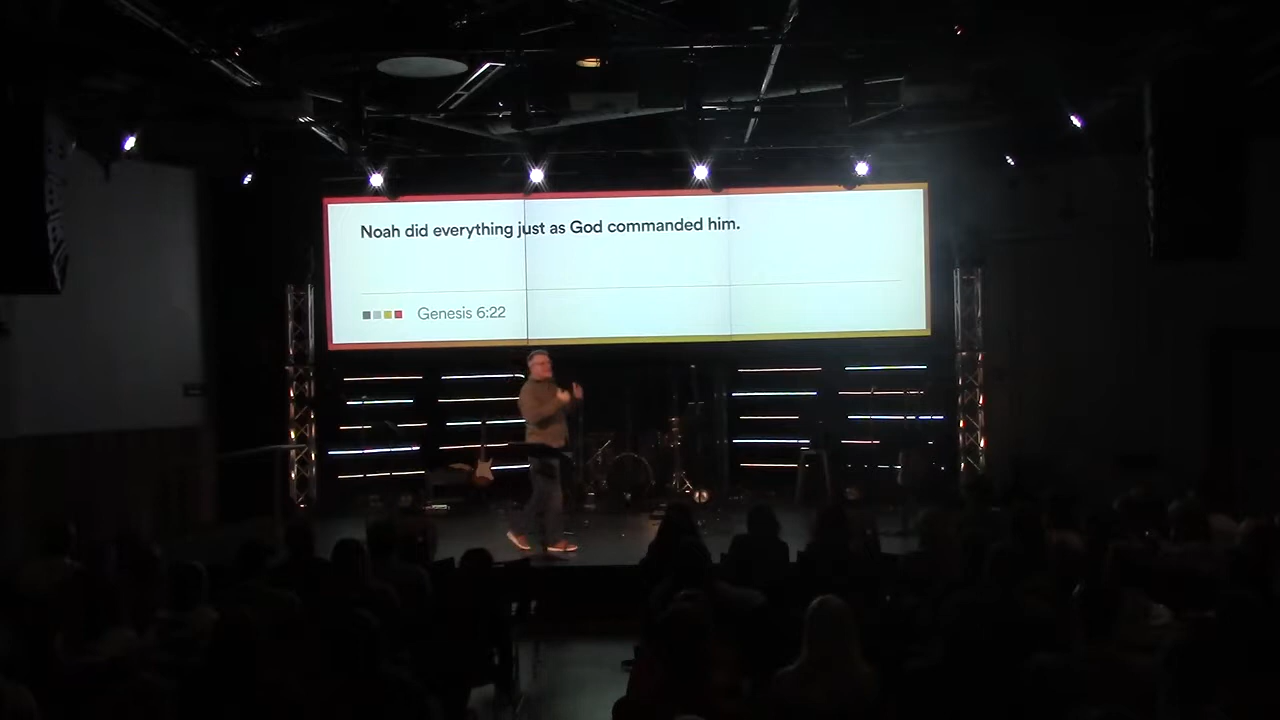 Noah did everything just as God commanded him.
Genesis 6:22